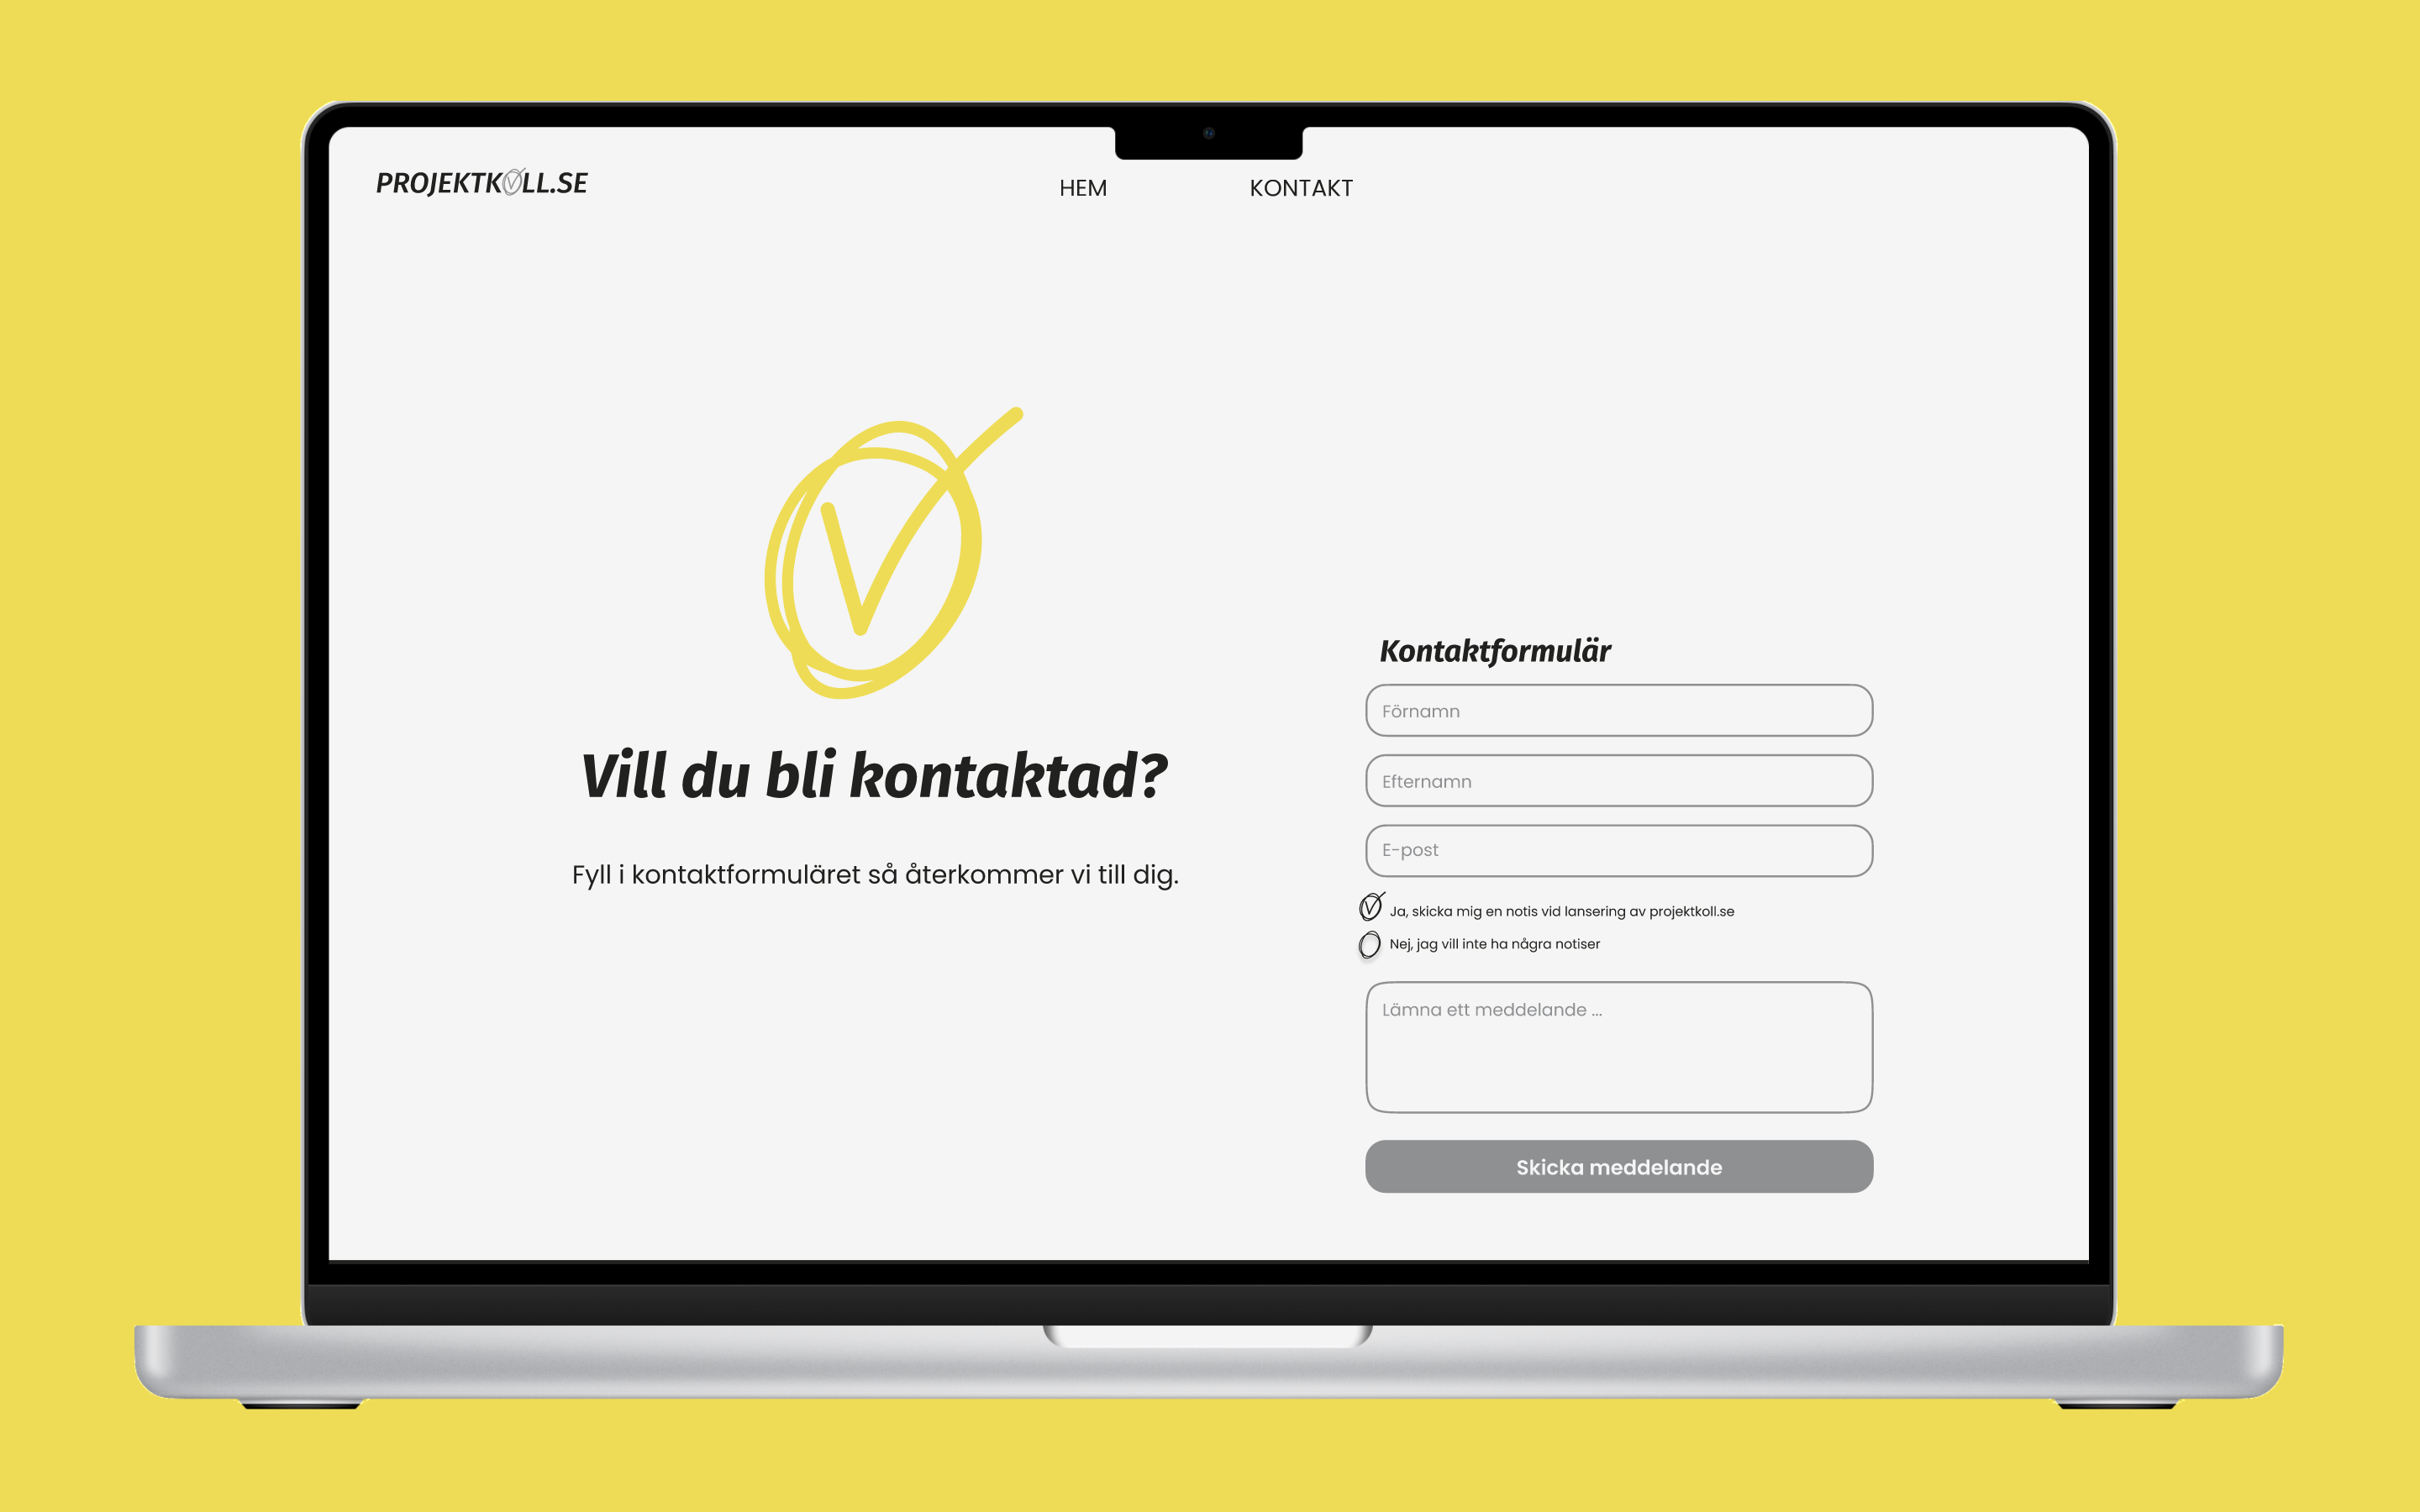 PROJEKTKOLL.SE
HEM
KONTAKT
Vill du bli kontaktad?
Fyll i kontaktformuläret så återkommer vi till dig.
Kontaktformulär
Förnamn
Efternamn
E-post
Ja, skicka mig en notis vid lansering av projektkoll.se
Nej, jag vill inte ha några notiser
Lämna ett meddelande ...
Skicka meddelande